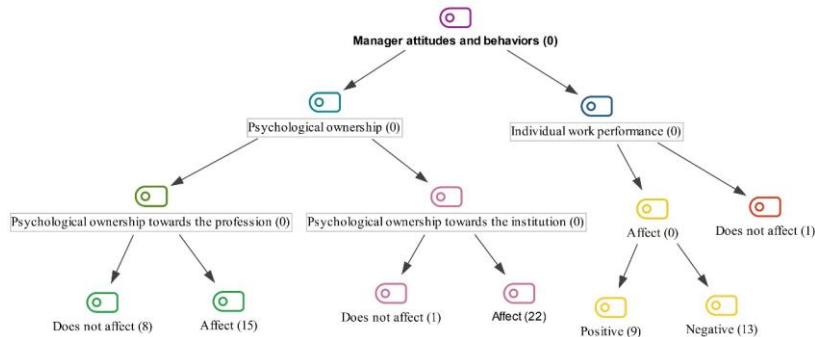 Manager attitudes and behaviors (0)
Psychological ownership (0)
Individual work performance (0)
Psychological ownership towards the profession (0)
Psychological ownership towards the institution (0)
Affect (0)
Does not affect (1)
Does not affect (8)
Affect (15)
Does not affect (1)
Affect (22)
Positive (9)
Negative (13)